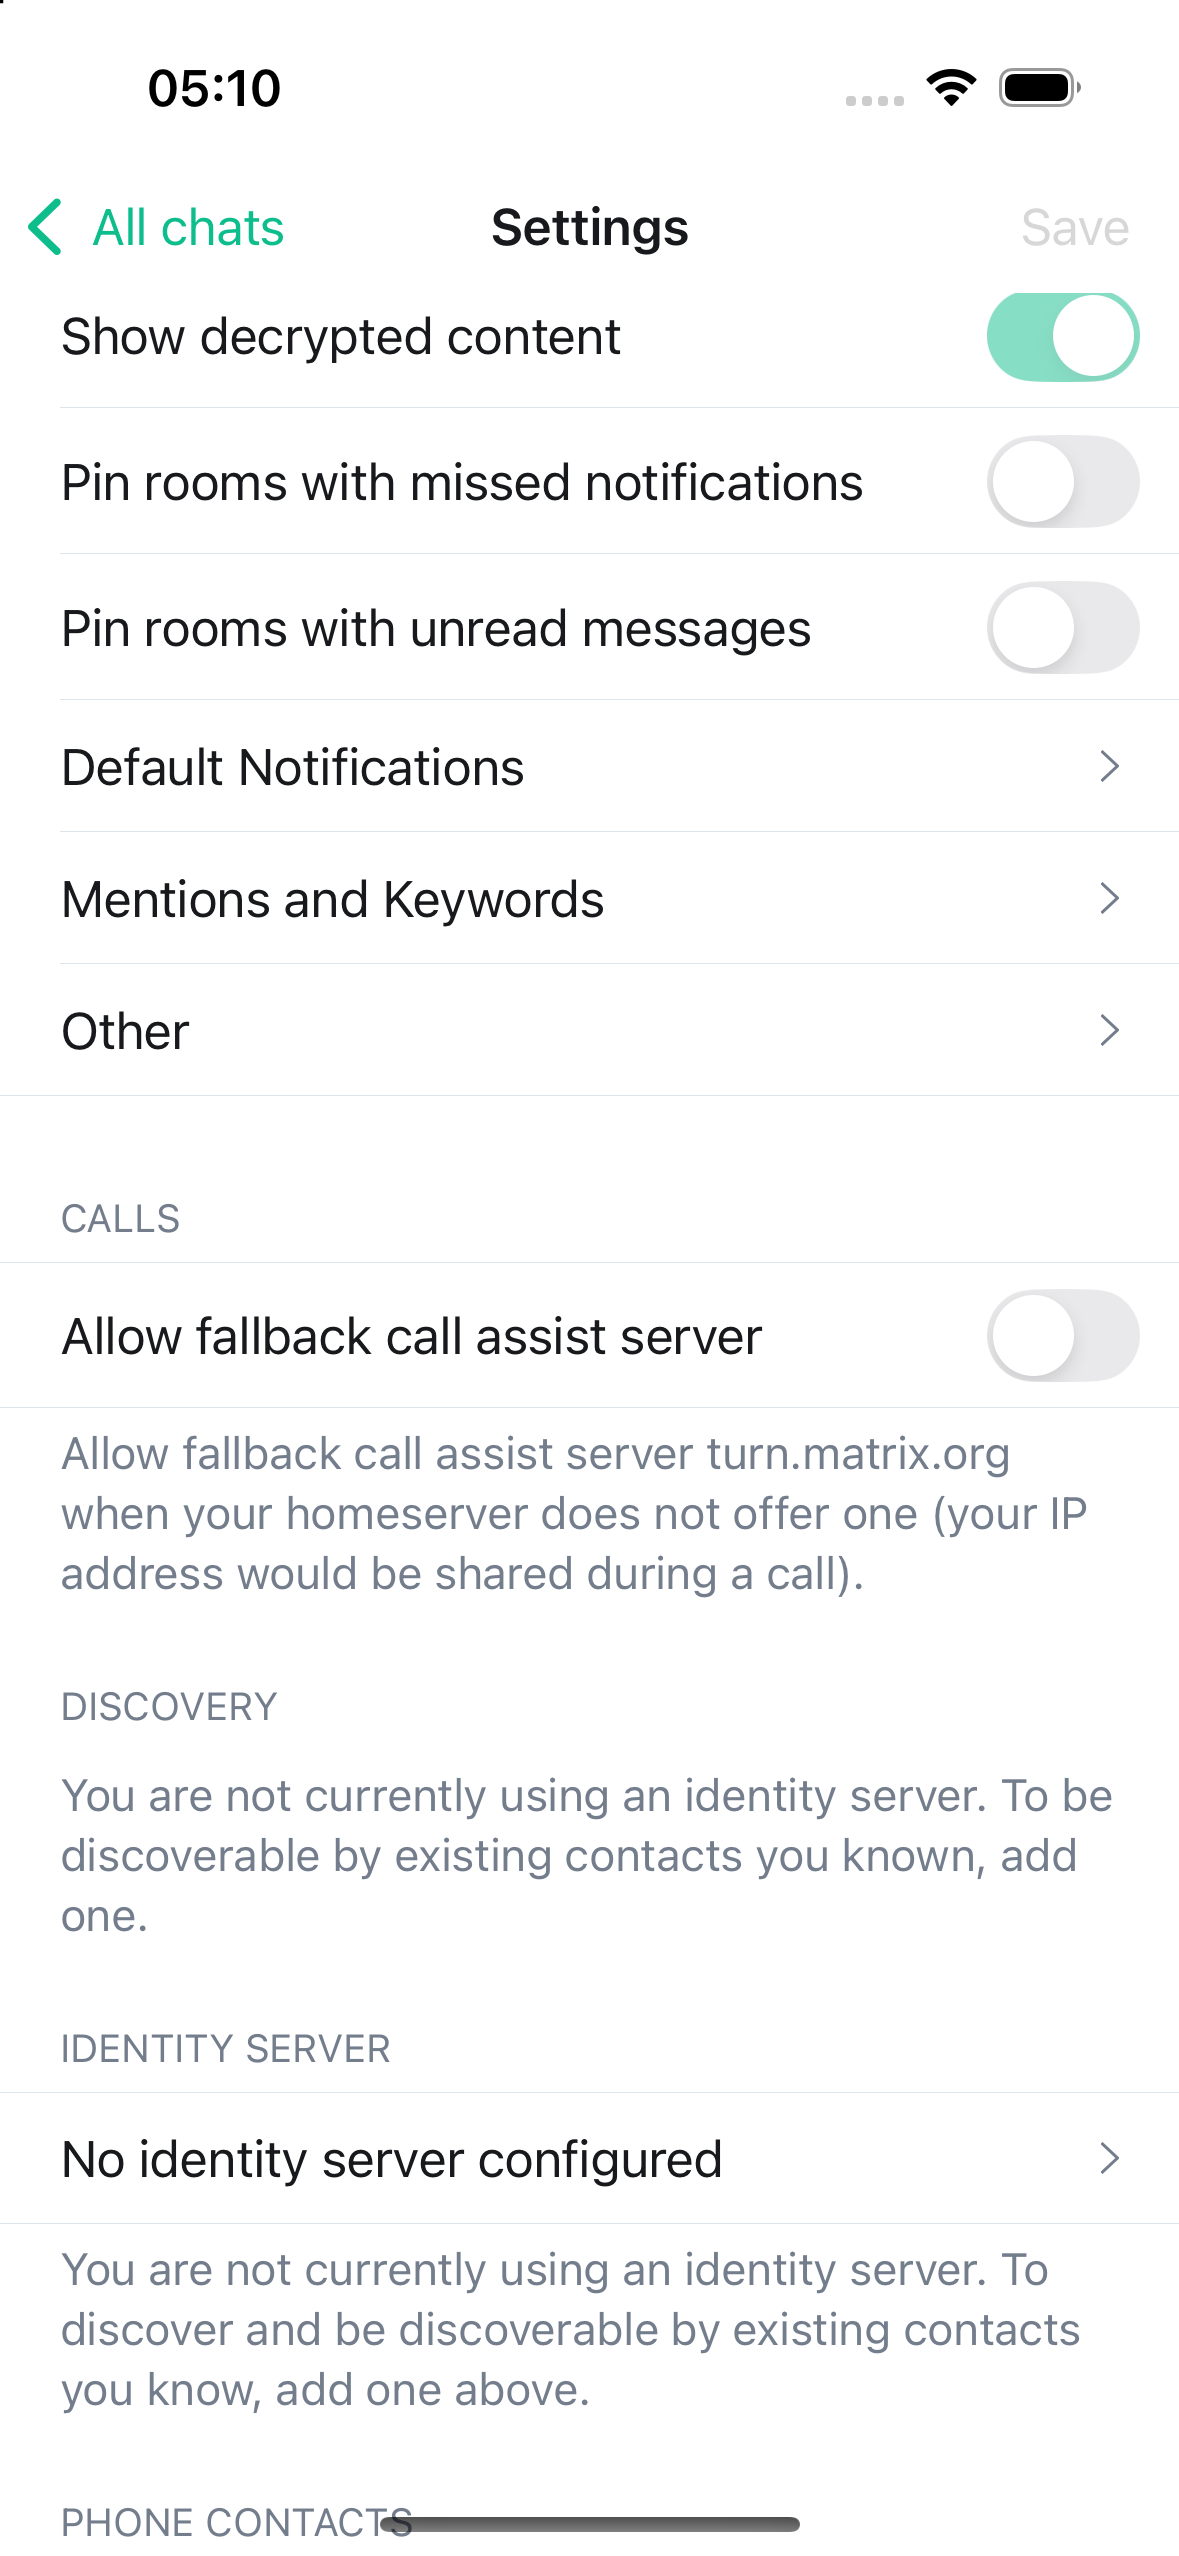 05:10
All chats
Settings
Save
Show decrypted content
Pin rooms with missed notifications
Pin rooms with unread messages
Default Notifications
Mentions and Keywords
Other
CALLS
Allow fallback call assist server
Allow fallback call assist server turn.matrix.org
when your homeserver does not offer one (your IP
address would be shared during a call).
DISCOVERY
You are not currently using an identity server. To be
discoverable by existing contacts you known, add
one.
IDENTITY SERVER
No identity server configured
You are not currently using an identity server. To
discover and be discoverable by existing contacts
you know, add one above.
PHONE CONTACTS